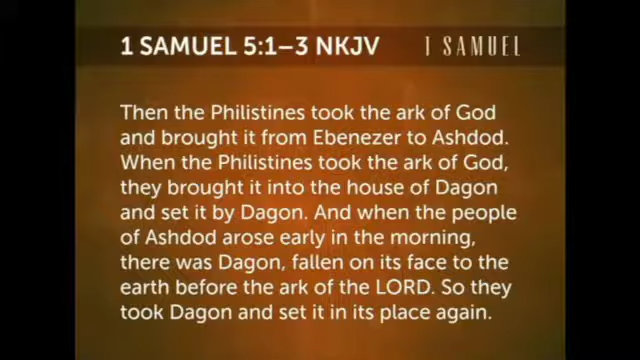 1 SAMUEL 5:1–3 NKJV 1 SAMUEL
Then the Philistines took the ark of God
and brought it from Ebenezer to Ashdod.
When the Philistines took the ark of God,
they brought it into the house of Dagon
and set it by Dagon. And when the people
of Ashdod arose early in the morning,
there was Dagon, fallen on its face to the
earth before the ark of the LORD. So they
took Dagon and set it in its place again.